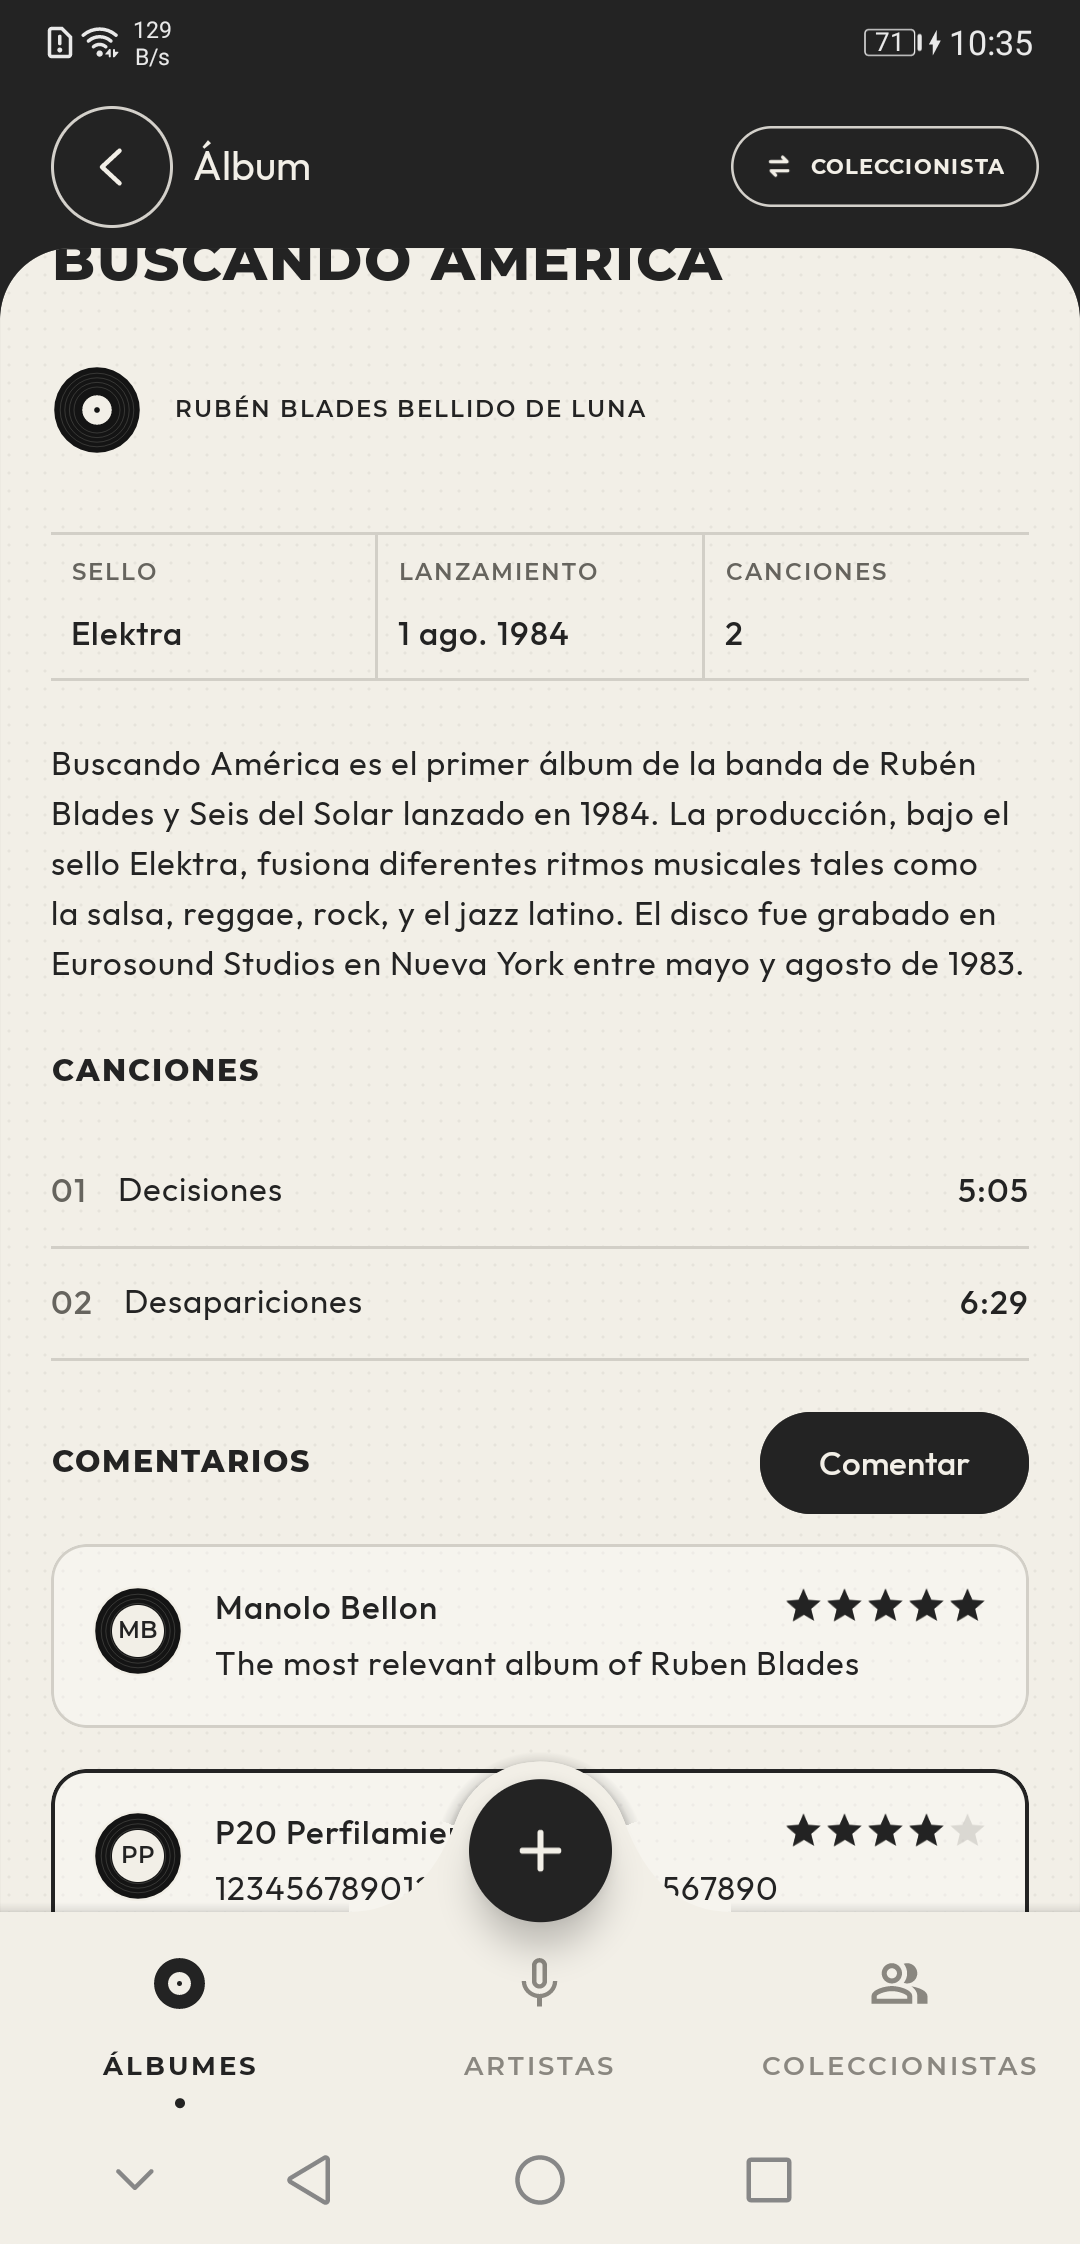 129
B/s
71
10:35
Álbum
COLECCIONISTA
BUSCANDO AMÉRICA
RUBÉN BLADES BELLIDO DE LUNA
SELLO
LANZAMIENTO
CANCIONES
Elektra
1 ago. 1984
2
Buscando América es el primer álbum de la banda de Rubén
Blades y Seis del Solar lanzado en 1984. La producción, bajo el
sello Elektra, fusiona diferentes ritmos musicales tales como
la salsa, reggae, rock, y el jazz latino. El disco fue grabado en
Eurosound Studios en Nueva York entre mayo y agosto de 1983.
CANCIONES
01 Decisiones 5:05
02 Desapariciones 6:29
COMENTARIOS
Comentar
MB
Manolo Bellon
The most relevant album of Ruben Blades
PP
P20
ÁLBUMES
ARTISTAS
COLECCIONISTAS